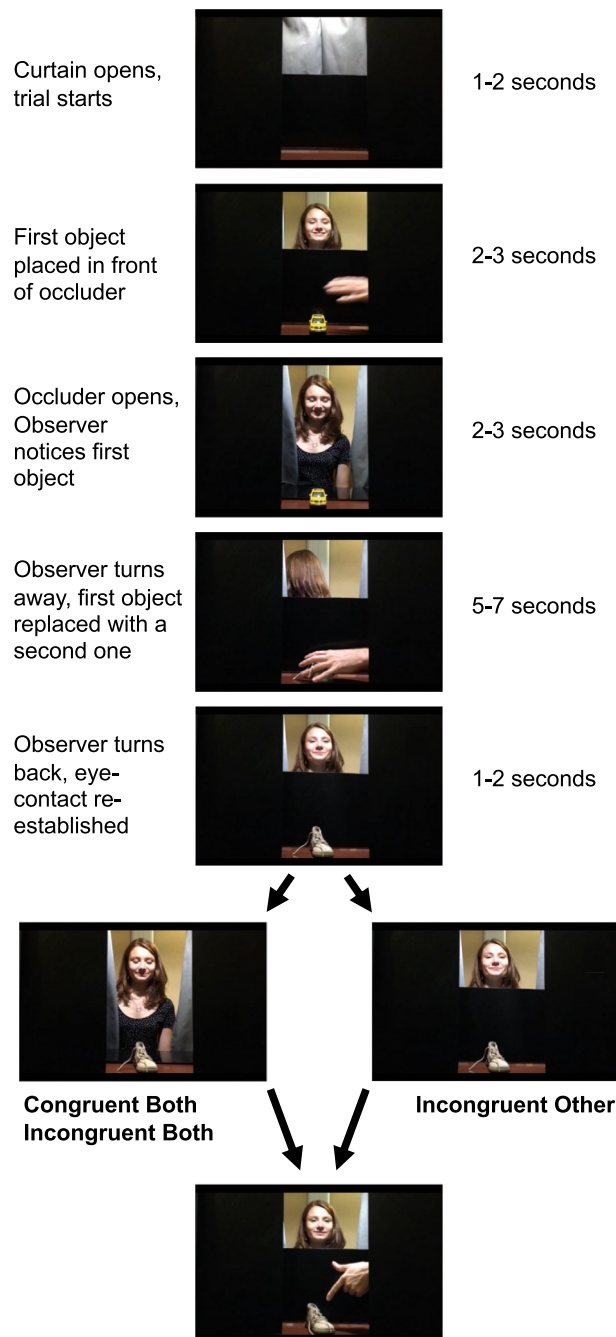 Curtain opens,
trial starts
1-2 seconds
First object
placed in front
of occluder
2-3 seconds
Occluder opens,
Observer
notices first
object
2-3 seconds
Observer turns
away, first object
replaced with a
second one
5-7 seconds
Observer turns
back, eye-
contact re-
established
1-2 seconds
Congruent Both
Incongruent Both
Incongruent Other